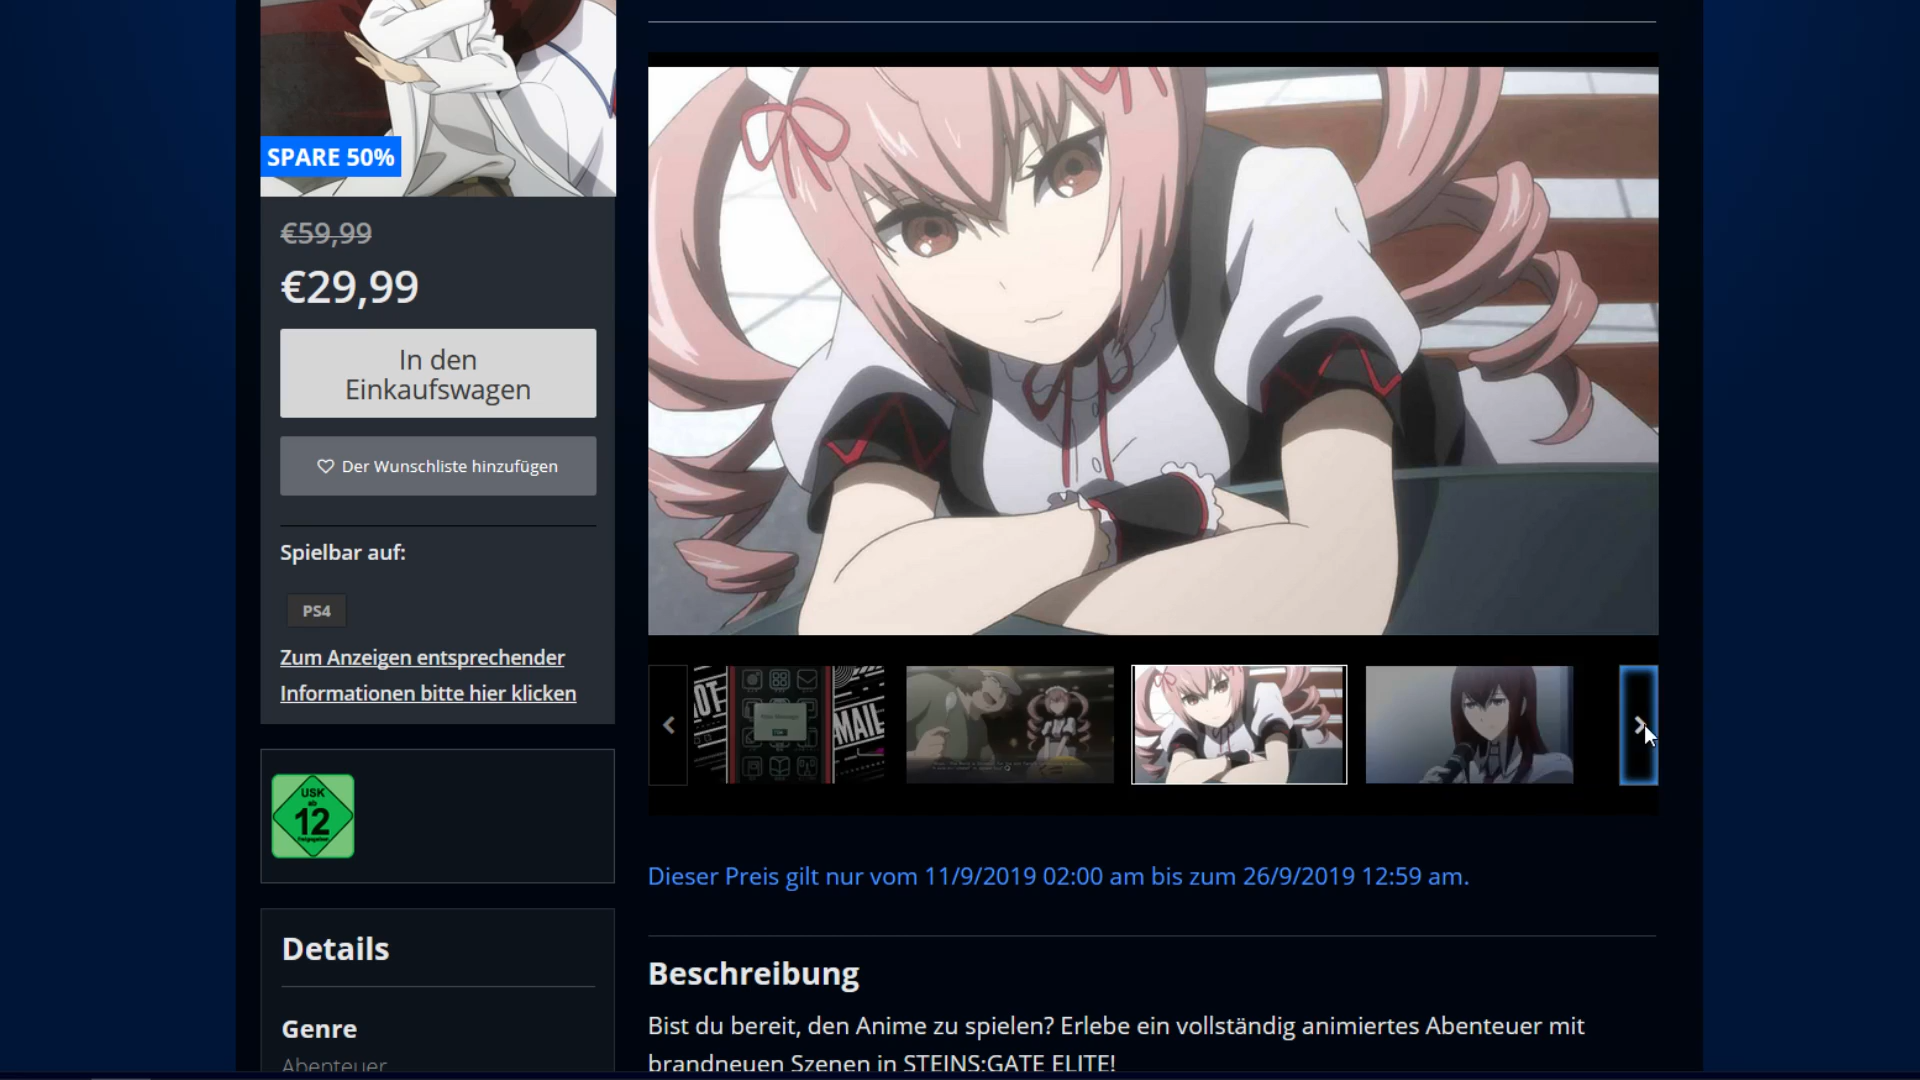 SPARE 50%
€59,99
€29,99
In den
Einkaufswagen
Der Wunschliste hinzufügen
Spielbar auf:
PS4
Zum Anzeigen entsprechender
Informationen bitte hier klicken
USK
ab
12
Details
Genre
Abenteuer
MAIL
Dieser Preis gilt nur vom 11/9/2019 02:00 am bis zum 26/9/2019 12:59 am.
Beschreibung
Bist du bereit, den Anime zu spielen? Erlebe ein vollständig animiertes Abenteuer mit
brandneuen Szenen in STEINS;GATE ELITE!